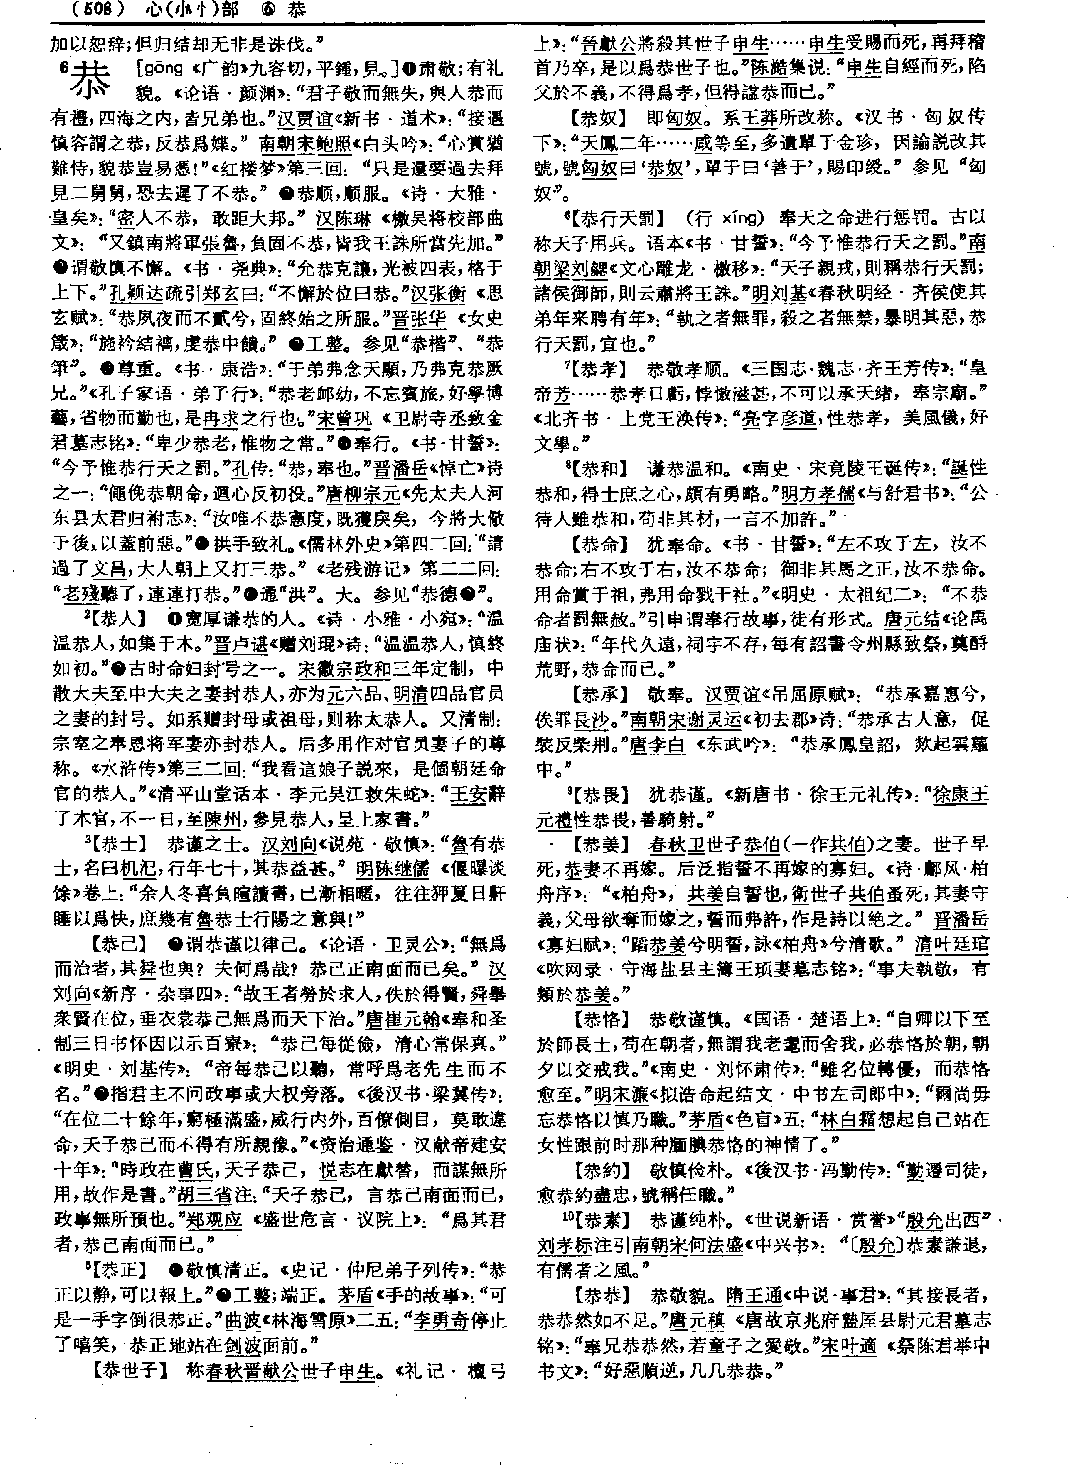 (508) 心(小忄)部 ⑥ 恭
加以恕辞;但归结却无非是诛伐。”
⁶恭 [gōng《广韵》九容切,平鍾,見。]❶肃敬;有礼
貌。《论语·颜渊》:“君子敬而無失,與人恭而
有禮,四海之内,皆兄弟也。”汉贾谊《新书·道术》:“接遇
慎容謂之恭,反恭爲媟。”南朝宋鲍照《白头吟》:“心賞猶
難恃,貌恭豈易憑!”《红楼梦》第三回:“只是還要過去拜
見二舅舅,恐去遲了不恭。”❷恭顺,顺服。《诗·大雅·
皇矣》:“密人不恭,敢距大邦。”汉陈琳《檄吴将校部曲
文》:“又鎮南將軍張魯,負固不恭,皆我王誅所當先加。”
❸谓敬慎不懈。《书·尧典》:“允恭克讓,光被四表,格于
上下。”孔颖达疏引郑玄曰:“不懈於位曰恭。”汉张衡《思
玄赋》:“恭夙夜而不貳兮,固終始之所服。”晋张华《女史
箴》:“施衿結褵,虔恭中饋。”❹工整。参见“恭楷”、“恭
笔”。❺尊重。《书·康诰》:“于弟弗念天顯,乃弗克恭厥
兄。”《孔子家语·弟子行》:“恭老卹幼,不忘賓旅,好學博
藝,省物而勤也,是冉求之行也。”宋曾巩《卫尉寺丞致金
君墓志铭》:“卑少恭老,惟物之常。”❻奉行。《书·甘誓》:
“今予惟恭行天之罰。”孔传:“恭,奉也。”晋潘岳《悼亡》诗
之一:“僶俛恭朝命,迴心反初役。”唐柳宗元《先太夫人河
东县太君归祔志》:“汝唯不恭憲度,既獲戾矣,今將大儆
于後,以蓋前惡。”❼拱手致礼。《儒林外史》第四二回:“請
過了文昌,大人朝上又打三恭。”《老残游记》第二二回:
“老殘聽了,連連打恭。”❽通“洪”。大。参见“恭德❷”。
²【恭人】 ❶宽厚谦恭的人。《诗·小雅·小宛》:“温
温恭人,如集于木。”晋卢谌《赠刘琨》诗:“温温恭人,慎終
如初。”❷古时命妇封号之一。宋徽宗政和三年定制,中
散大夫至中大夫之妻封恭人,亦为元六品、明清四品官员
之妻的封号。如系赠封母或祖母,则称太恭人。又清制:
宗室之奉恩将军妻亦封恭人。后多用作对官员妻子的尊
称。《水浒传》第三二回:“我看這娘子説來,是個朝廷命
官的恭人。”《清平山堂话本·李元吴江救朱蛇》:“王安辭
了本官,不一日,至陳州,參見恭人,呈上家書。”
³【恭士】 恭谨之士。汉刘向《说苑·敬慎》:“魯有恭
士,名曰机汜,行年七十,其恭益甚。”明陈继儒《偃曝谈
馀》卷上:“余人冬喜負暄讀書,已漸相暱,往往狎夏日鼾
睡以爲快,庶幾有魯恭士行陽之意與!”
【恭己】 ❶谓恭谨以律己。《论语·卫灵公》:“無爲
而治者,其舜也與?夫何爲哉?恭己正南面而已矣。”汉
刘向《新序·杂事四》:“故王者勞於求人,佚於得賢,舜舉
衆賢在位,垂衣裳恭己無爲而天下治。”唐崔元翰《奉和圣
制三日书怀因以示百寮》:“恭己每從儉,清心常保真。”
《明史·刘基传》:“帝每恭己以聽,常呼爲老先生而不
名。”❷指君主不问政事或大权旁落。《後汉书·梁冀传》:
“在位二十餘年,窮極滿盛,威行内外,百僚側目,莫敢違
命,天子恭己而不得有所親豫。”《资治通鉴·汉献帝建安
十年》:“時政在曹氏,天子恭己,悦志在獻替,而謀無所
用,故作是書。”胡三省注:“天子恭己,言恭己南面而已,
政事無所預也。”郑观应《盛世危言·议院上》:“爲其君
者,恭己南面而已。”
⁵【恭正】 ❶敬慎清正。《史记·仲尼弟子列传》:“恭
正以静,可以報上。”❷工整;端正。茅盾《手的故事》:“可
是一手字倒很恭正。”曲波《林海雪原》二五:“李勇奇停止
了嘻笑,恭正地站在剑波面前。”
【恭世子】 称春秋晋献公世子申生。《礼记·檀弓
上》:“晉獻公將殺其世子申生……申生受賜而死,再拜稽
首乃卒,是以爲恭世子也。”陈澔集说:“申生自經而死,陷
父於不義,不得爲孝,但得諡恭而已。”
【恭奴】 即匈奴。系王莽所改称。《汉书·匈奴传
下》:“天鳳二年……咸等至,多遺單于金珍,因諭説改其
號,號匈奴曰‘恭奴’,單于曰‘善于’,賜印綬。”参见“匈
奴”。
⁶【恭行天罰】 (行 xíng) 奉天之命进行惩罚。古以
称天子用兵。语本《书·甘誓》:“今予惟恭行天之罰。”南
朝梁刘勰《文心雕龙·檄移》:“天子親戎,則稱恭行天罰;
諸侯御師,則云肅將王誅。”明刘基《春秋明经·齐侯使其
弟年来聘有年》:“執之者無罪,殺之者無禁,暴明其惡,恭
行天罰,宜也。”
⁷【恭孝】 恭敬孝顺。《三国志·魏志·齐王芳传》:“皇
帝芳……恭孝日虧,悖慠滋甚,不可以承天緒,奉宗廟。”
《北齐书·上党王涣传》:“亮字彦道,性恭孝,美風儀,好
文學。”
⁸【恭和】 谦恭温和。《南史·宋竟陵王诞传》:“誕性
恭和,得士庶之心,頗有勇略。”明方孝儒《与舒君书》:“公
待人雖恭和,苟非其材,一言不加許。”
【恭命】 犹奉命。《书·甘誓》:“左不攻于左,汝不
恭命;右不攻于右,汝不恭命;御非其馬之正,汝不恭命。
用命賞于祖,弗用命戮于社。”《明史·太祖纪二》:“不恭
命者罰無赦。”引申谓奉行故事,徒有形式。唐元结《论禹
庙状》:“年代久遠,祠宇不存,每有詔書令州縣致祭,奠酹
荒野,恭命而已。”
【恭承】 敬奉。汉贾谊《吊屈原赋》:“恭承嘉惠兮,
俟罪長沙。”南朝宋谢灵运《初去郡》诗:“恭承古人意,促
裝反柴荆。”唐李白《东武吟》:“恭承鳳皇詔,欻起雲蘿
中。”
⁹【恭畏】 犹恭谨。《新唐书·徐王元礼传》:“徐康王
元禮性恭畏,善騎射。”
【恭姜】 春秋卫世子恭伯(一作共伯)之妻。世子早
死,恭妻不再嫁。后泛指誓不再嫁的寡妇。《诗·鄘风·柏
舟序》:“《柏舟》,共姜自誓也,衛世子共伯蚤死,其妻守
義,父母欲奪而嫁之,誓而弗許,作是詩以絶之。”晋潘岳
《寡妇赋》:“蹈恭姜兮明誓,詠《柏舟》兮清歌。”清叶廷琯
《吹网录·守海盐县主簿王顼妻墓志铭》:“事夫執敬,有
類於恭姜。”
【恭恪】 恭敬谨慎。《国语·楚语上》:“自卿以下至
於師長士,苟在朝者,無謂我老耄而舍我,必恭恪於朝,朝
夕以交戒我。”《南史·刘怀肃传》:“雖名位轉優,而恭恪
愈至。”明宋濂《拟诰命起结文·中书左司郎中》:“爾尚毋
忘恭恪以慎乃職。”茅盾《色盲》五:“林白霜想起自己站在
女性跟前时那种腼腆恭恪的神情了。”
【恭約】 敬慎俭朴。《後汉书·冯勤传》:“勤遷司徒,
愈恭約盡忠,號稱任職。”
¹⁰【恭素】 恭谨纯朴。《世说新语·赏誉》“殷允出西”
刘孝标注引南朝宋何法盛《中兴书》:“〔殷允〕恭素謙退,
有儒者之風。”
【恭恭】 恭敬貌。隋王通《中说·事君》:“其接長者,
恭恭然如不足。”唐元稹《唐故京兆府盩厔县尉元君墓志
铭》:“奉兄恭恭然,若童子之愛敬。”宋叶適《祭陈君举中
书文》:“好惡順逆,几几恭恭。”